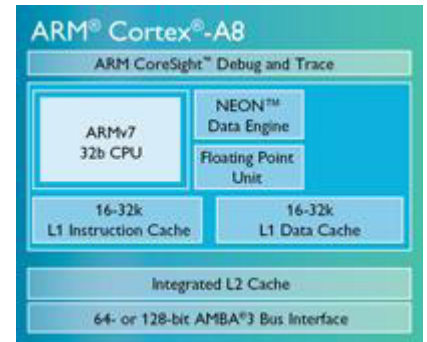 ARM® Cortex®-A8
ARM CoreSight™ Debug and Trace
ARMv7
32b CPU
NEON™
Data Engine
Floating Point
Unit
16-32k
L1 Instruction Cache
16-32k
L1 Data Cache
Integrated L2 Cache
64- or 128-bit AMBA®3 Bus Interface